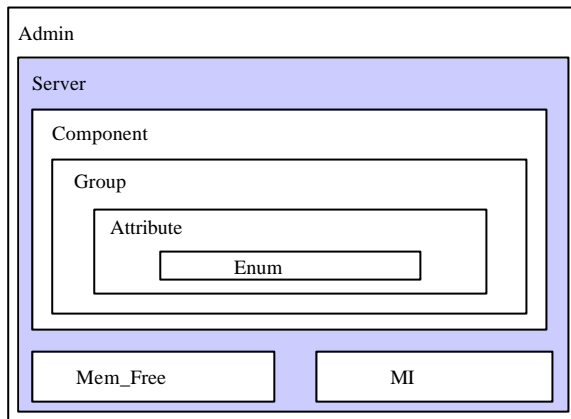 Admin
Server
Component
Group
Attribute
Enum
Mem_Free
MI